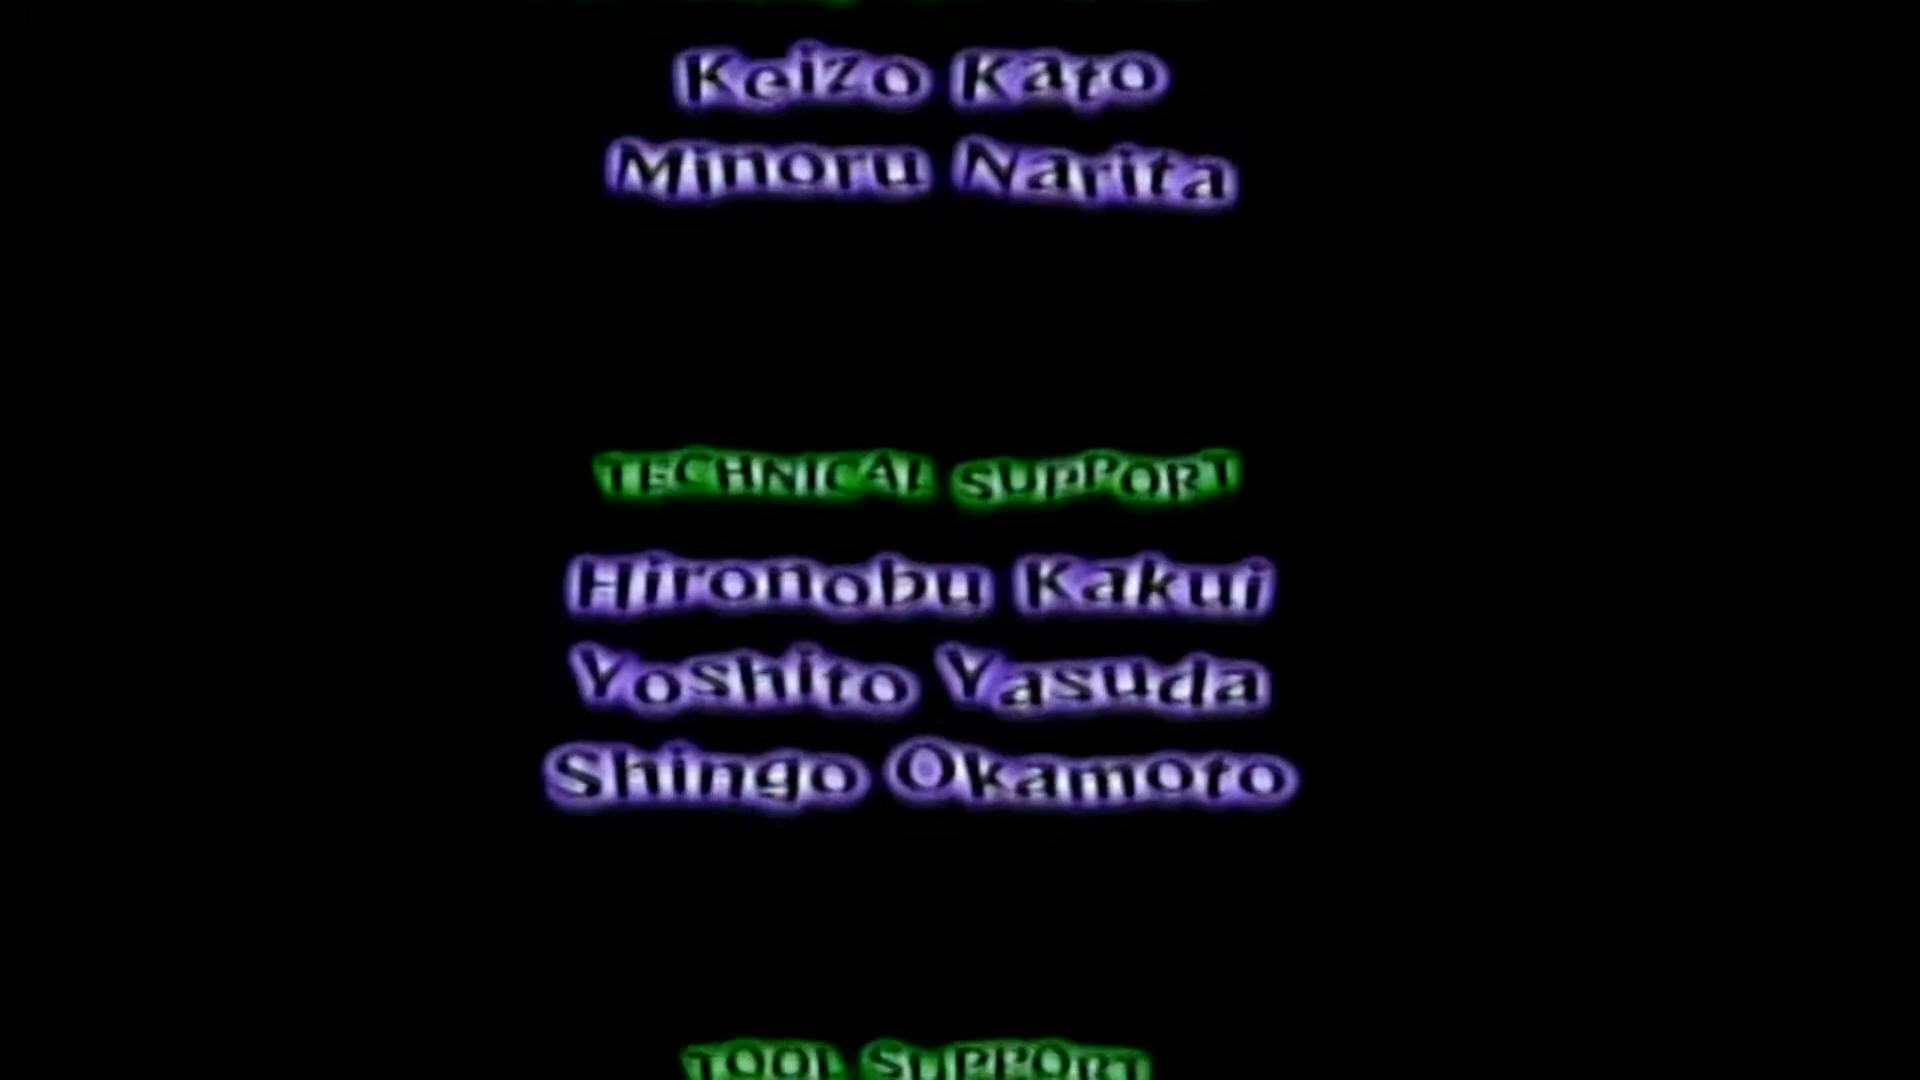 Keizo Kato
Minoru Narita
TECHNICAL SUPPORT
Hironobu Kakui
Yoshito Yasuda
Shingo Okamoto
TOOL SUPPORT